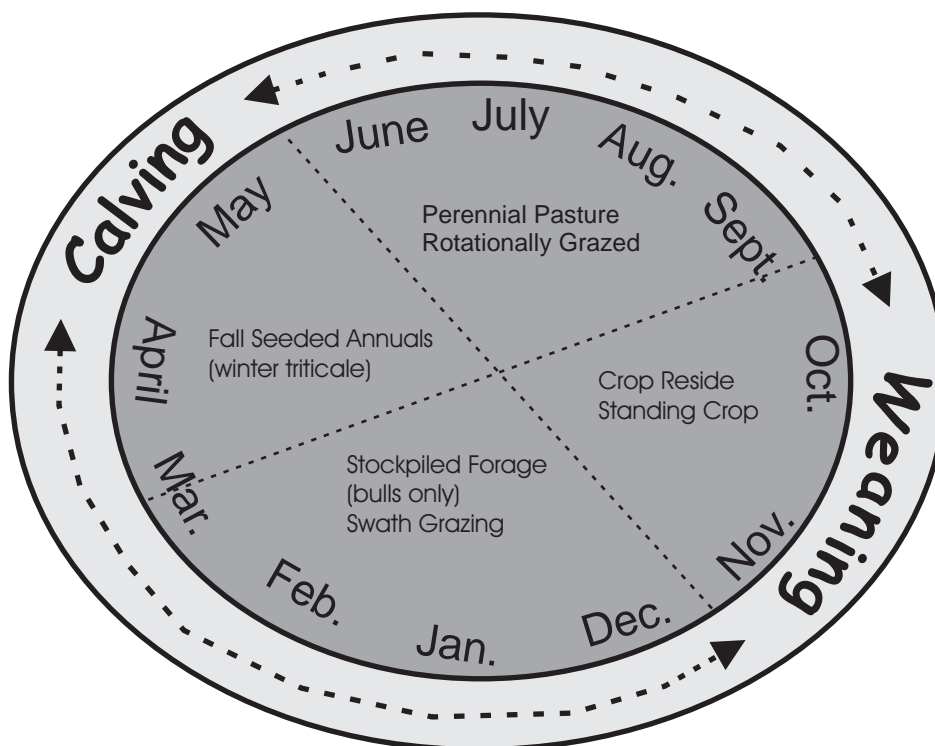 June
July
Aug.
Sept.
Oct.
Nov.
Dec.
Jan.
Feb.
Mar.
April
May
Calving
Weaning
Perennial Pasture
Rotationally Grazed
Fall Seeded Annuals
(winter triticale)
Crop Reside
Standing Crop
Stockpiled Forage
(bulls only)
Swath Grazing